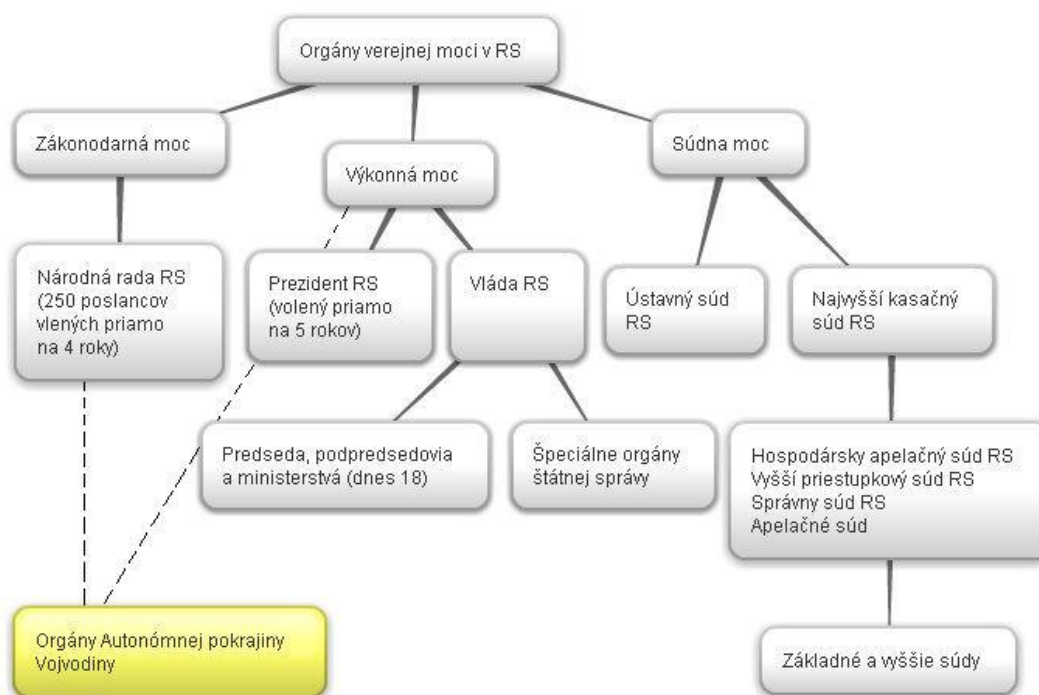 Orgány verejnej moci v RS
Zákonodarná moc
Výkonná moc
Súdna moc
Národná rada RS
(250 poslancov
vlených priamo
na 4 roky)
Prezident RS
(volený priamo
na 5 rokov)
Vláda RS
Ústavný súd
RS
Najvyšší kasačný
súd RS
Predseda, podpredsedovia
a ministerstvá (dnes 18)
Špeciálne orgány
štátnej správy
Hospodársky apelačný súd RS
Vyšší priestupkový súd RS
Správny súd RS
Apelačné súd
Orgány Autonómnej pokrajiny
Vojvodiny
Základné a vyššie súdy